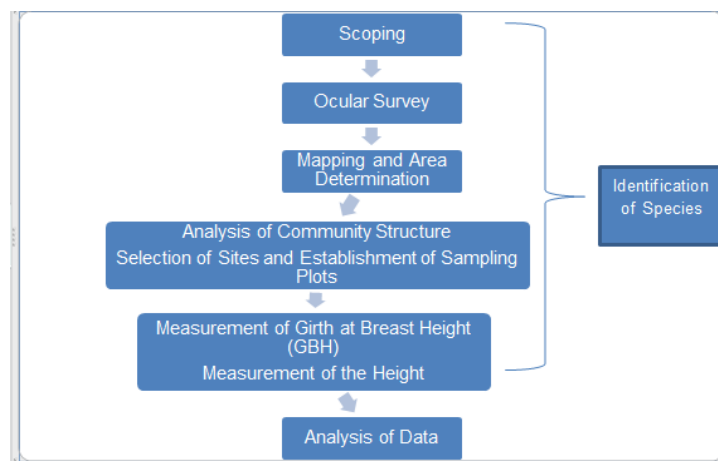 Scoping
Ocular Survey
Mapping and Area
Determination
Analysis of Community Structure
Selection of Sites and Establishment of Sampling
Plots
Measurement of Girth at Breast Height
(GBH)
Measurement of the Height
Analysis of Data
Identification
of Species